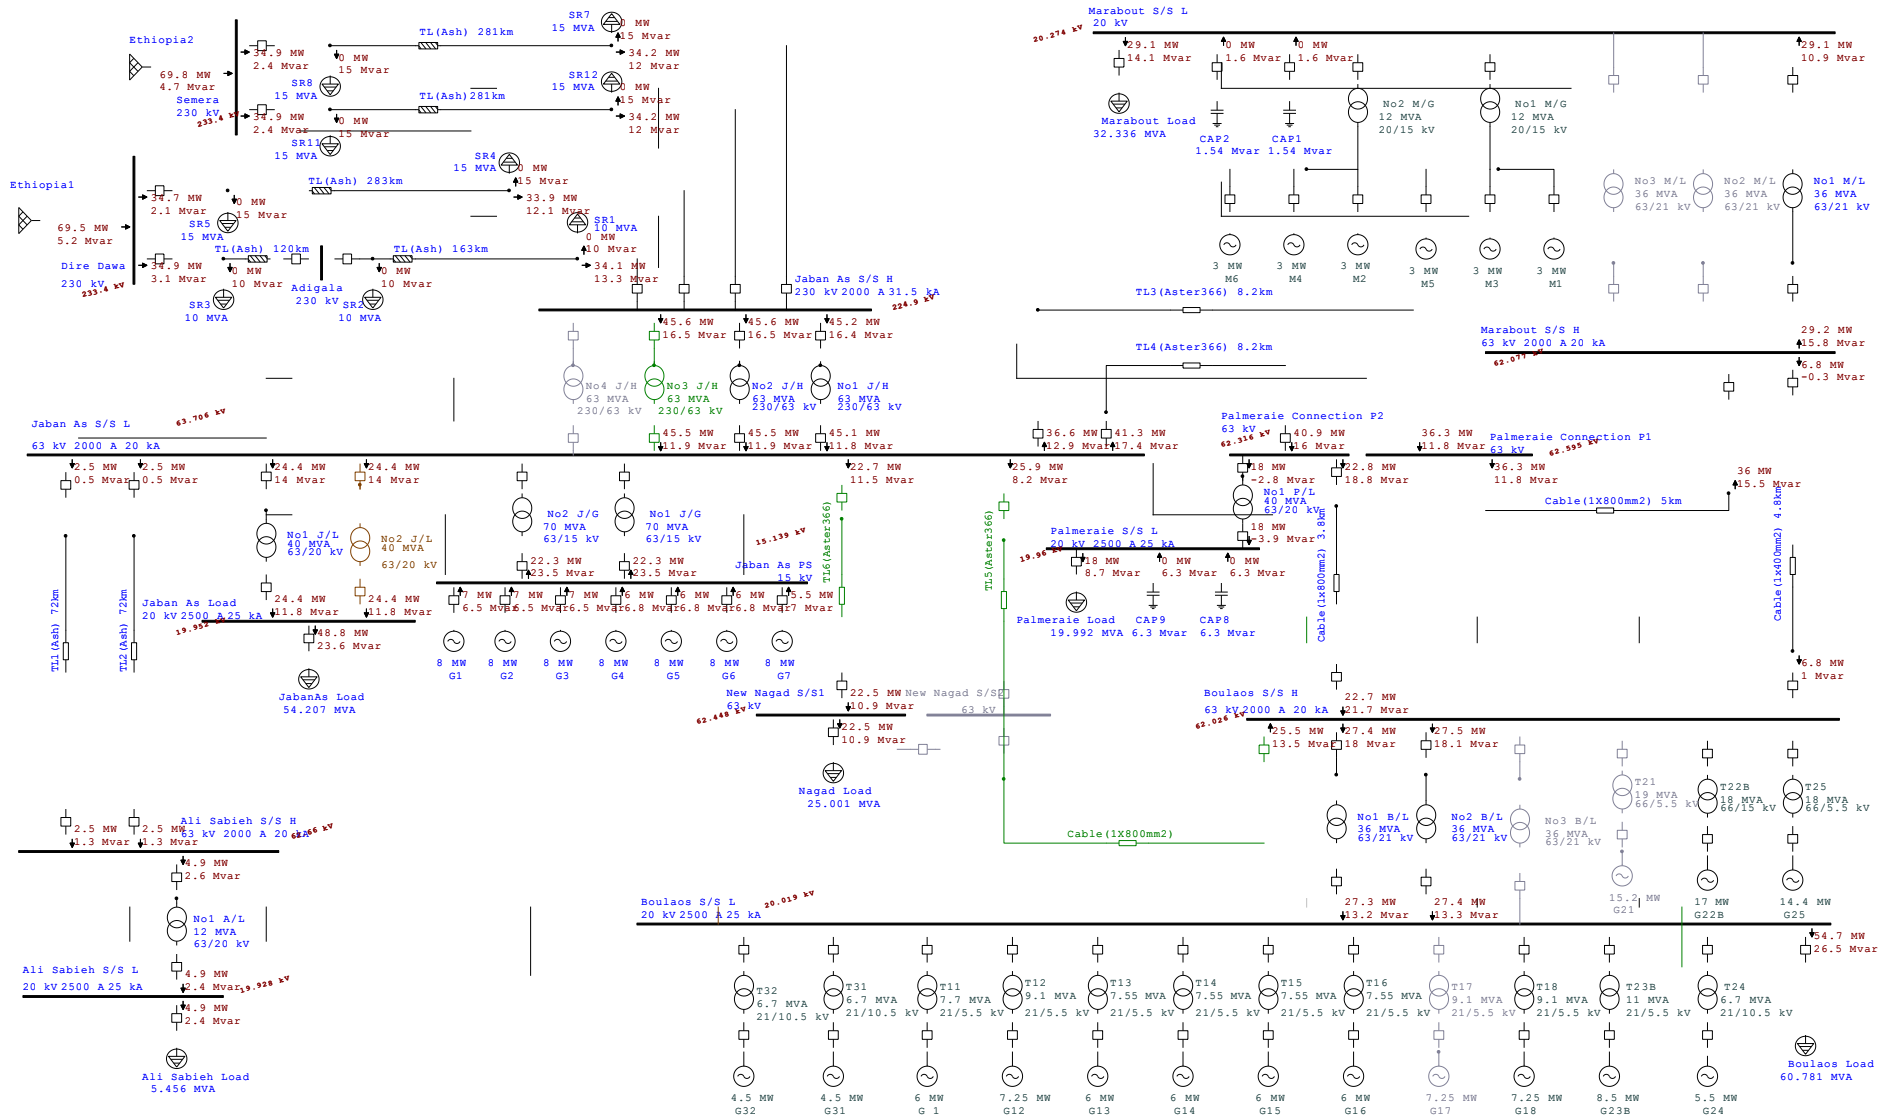 Ethiopia2
69.8 MW
4.7 Mvar
Semera
230 kV
233.4 kV
34.9 MW
2.4 Mvar
0 MW
15 Mvar
SR8
15 MVA
TL(Ash) 281km
SR7
15 MVA
0 MW
15 Mvar
34.2 MW
12 Mvar
34.9 MW
2.4 Mvar
0 MW
15 Mvar
SR11
15 MVA
TL(Ash)281km
SR12
15 MVA
0 MW
15 Mvar
34.2 MW
12 Mvar
Ethiopia1
69.5 MW
5.2 Mvar
Dire Dawa
230 kV
233.4 kV
34.7 MW
2.1 Mvar
0 MW
15 Mvar
SR5
15 MVA
TL(Ash) 283km
SR4
15 MVA
0 MW
15 Mvar
33.9 MW
12.1 Mvar
34.9 MW
3.1 Mvar
0 MW
10 Mvar
SR3
10 MVA
TL(Ash) 120km
Adigala
230 kV
TL(Ash) 163km
0 MW
10 Mvar
SR2
10 MVA
SR1
10 MVA
0 MW
10 Mvar
34.1 MW
13.3 Mvar
Jaban As S/S H
230 kV 2000 A 31.5 kA
224.9 kV
45.6 MW
16.5 Mvar
45.6 MW
16.5 Mvar
45.2 MW
16.4 Mvar
No4 J/H
63 MVA
230/63 kV
No3 J/H
63 MVA
230/63 kV
No2 J/H
63 MVA
230/63 kV
No1 J/H
63 MVA
230/63 kV
45.5 MW
11.9 Mvar
45.5 MW
11.9 Mvar
45.1 MW
11.8 Mvar
36.6 MW
12.9 Mvar
41.3 MW
17.4 Mvar
Marabout S/S L
20 kV
20.274 kV
29.1 MW
14.1 Mvar
Marabout Load
32.336 MVA
0 MW
1.6 Mvar
CAP2
1.54 Mvar
0 MW
1.6 Mvar
CAP1
1.54 Mvar
No2 M/G
12 MVA
20/15 kV
No1 M/G
12 MVA
20/15 kV
29.1 MW
10.9 Mvar
No3 M/L
36 MVA
63/21 kV
No2 M/L
36 MVA
63/21 kV
No1 M/L
36 MVA
63/21 kV
3 MW
M6
3 MW
M4
3 MW
M2
3 MW
M5
3 MW
M3
3 MW
M1
TL3(Aster366) 8.2km
TL4(Aster366) 8.2km
Marabout S/S H
63 kV 2000 A 20 kA
62.077 kV
29.2 MW
15.8 Mvar
6.8 MW
-0.3 Mvar
Jaban As S/S L
63 kV 2000 A 20 kA
63.706 kV
2.5 MW
0.5 Mvar
2.5 MW
0.5 Mvar
24.4 MW
14 Mvar
24.4 MW
14 Mvar
22.7 MW
11.5 Mvar
25.9 MW
8.2 Mvar
TL1(Ash) 72km
TL2(Ash) 72km
No1 J/L
40 MVA
63/20 kV
No2 J/L
40 MVA
63/20 kV
24.4 MW
11.8 Mvar
24.4 MW
11.8 Mvar
Jaban As Load
20 kV 2500 A 25 kA
19.952 kV
48.8 MW
23.6 Mvar
JabanAs Load
54.207 MVA
No2 J/G
70 MVA
63/15 kV
No1 J/G
70 MVA
63/15 kV
22.3 MW
23.5 Mvar
22.3 MW
23.5 Mvar
Jaban As PS
15 kV
15.139 kV
7 MW
6.5 Mvar
7 MW
6.5 Mvar
7 MW
6.5 Mvar
6 MW
6.8 Mvar
6 MW
6.8 Mvar
6 MW
6.8 Mvar
5.5 MW
7 Mvar
8 MW
G1
8 MW
G2
8 MW
G3
8 MW
G4
8 MW
G5
8 MW
G6
8 MW
G7
TL6(Aster366)
TL5(Aster366)
Palmeraie Connection P2
63 kV
62.316 kV
40.9 MW
16 Mvar
18 MW
-2.8 Mvar
22.8 MW
18.8 Mvar
36.3 MW
11.8 Mvar
Palmeraie Connection P1
63 kV
62.595 kV
36.3 MW
11.8 Mvar
36 MW
15.5 Mvar
Cable(1X800mm2) 5km
No1 P/L
40 MVA
63/20 kV
18 MW
-3.9 Mvar
Palmeraie S/S L
20 kV 2500 A 25 kA
19.96 kV
18 MW
8.7 Mvar
0 MW
6.3 Mvar
0 MW
6.3 Mvar
Palmeraie Load
19.992 MVA
CAP9
6.3 Mvar
CAP8
6.3 Mvar
Cable(1x800mm2) 3.8km
Cable(1x400mm2) 4.8km
6.8 MW
1 Mvar
New Nagad S/S1
63 kV
62.448 kV
22.5 MW
10.9 Mvar
22.5 MW
10.9 Mvar
Nagad Load
25.001 MVA
New Nagad S/S2
63 kV
Cable(1X800mm2)
Boulaos S/S H
63 kV 2000 A 20 kA
62.026 kV
22.7 MW
21.7 Mvar
25.5 MW
13.5 Mvar
27.4 MW
18 Mvar
27.5 MW
18.1 Mvar
No1 B/L
36 MVA
63/21 kV
No2 B/L
36 MVA
63/21 kV
No3 B/L
36 MVA
63/21 kV
T21
19 MVA
66/5.5 kV
T22B
18 MVA
66/15 kV
T25
18 MVA
66/5.5 kV
15.2 MW
G21
17 MW
G22B
14.4 MW
G25
27.3 MW
13.2 Mvar
27.4 MW
13.3 Mvar
Ali Sabieh S/S H
63 kV 2000 A 20 kA
2.5 MW
1.3 Mvar
2.5 MW
1.3 Mvar
4.9 MW
2.6 Mvar
No1 A/L
12 MVA
63/20 kV
4.9 MW
2.4 Mvar
Ali Sabieh S/S L
20 kV 2500 A 25 kA
19.928 kV
4.9 MW
2.4 Mvar
Ali Sabieh Load
5.456 MVA
Boulaos S/S L
20 kV 2500 A 25 kA
20.019 kV
54.7 MW
26.5 Mvar
T32
6.7 MVA
21/10.5 kV
T31
6.7 MVA
21/10.5 kV
T11
7.7 MVA
21/5.5 kV
T12
9.1 MVA
21/5.5 kV
T13
7.55 MVA
21/5.5 kV
T14
7.55 MVA
21/5.5 kV
T15
7.55 MVA
21/5.5 kV
T16
7.55 MVA
21/5.5 kV
T17
9.1 MVA
21/5.5 kV
T18
9.1 MVA
21/5.5 kV
T23B
11 MVA
21/5.5 kV
T24
6.7 MVA
21/10.5 kV
4.5 MW
G32
4.5 MW
G31
6 MW
G 1
7.25 MW
G12
6 MW
G13
6 MW
G14
6 MW
G15
6 MW
G16
7.25 MW
G17
7.25 MW
G18
8.5 MW
G23B
5.5 MW
G24
Boulaos Load
60.781 MVA